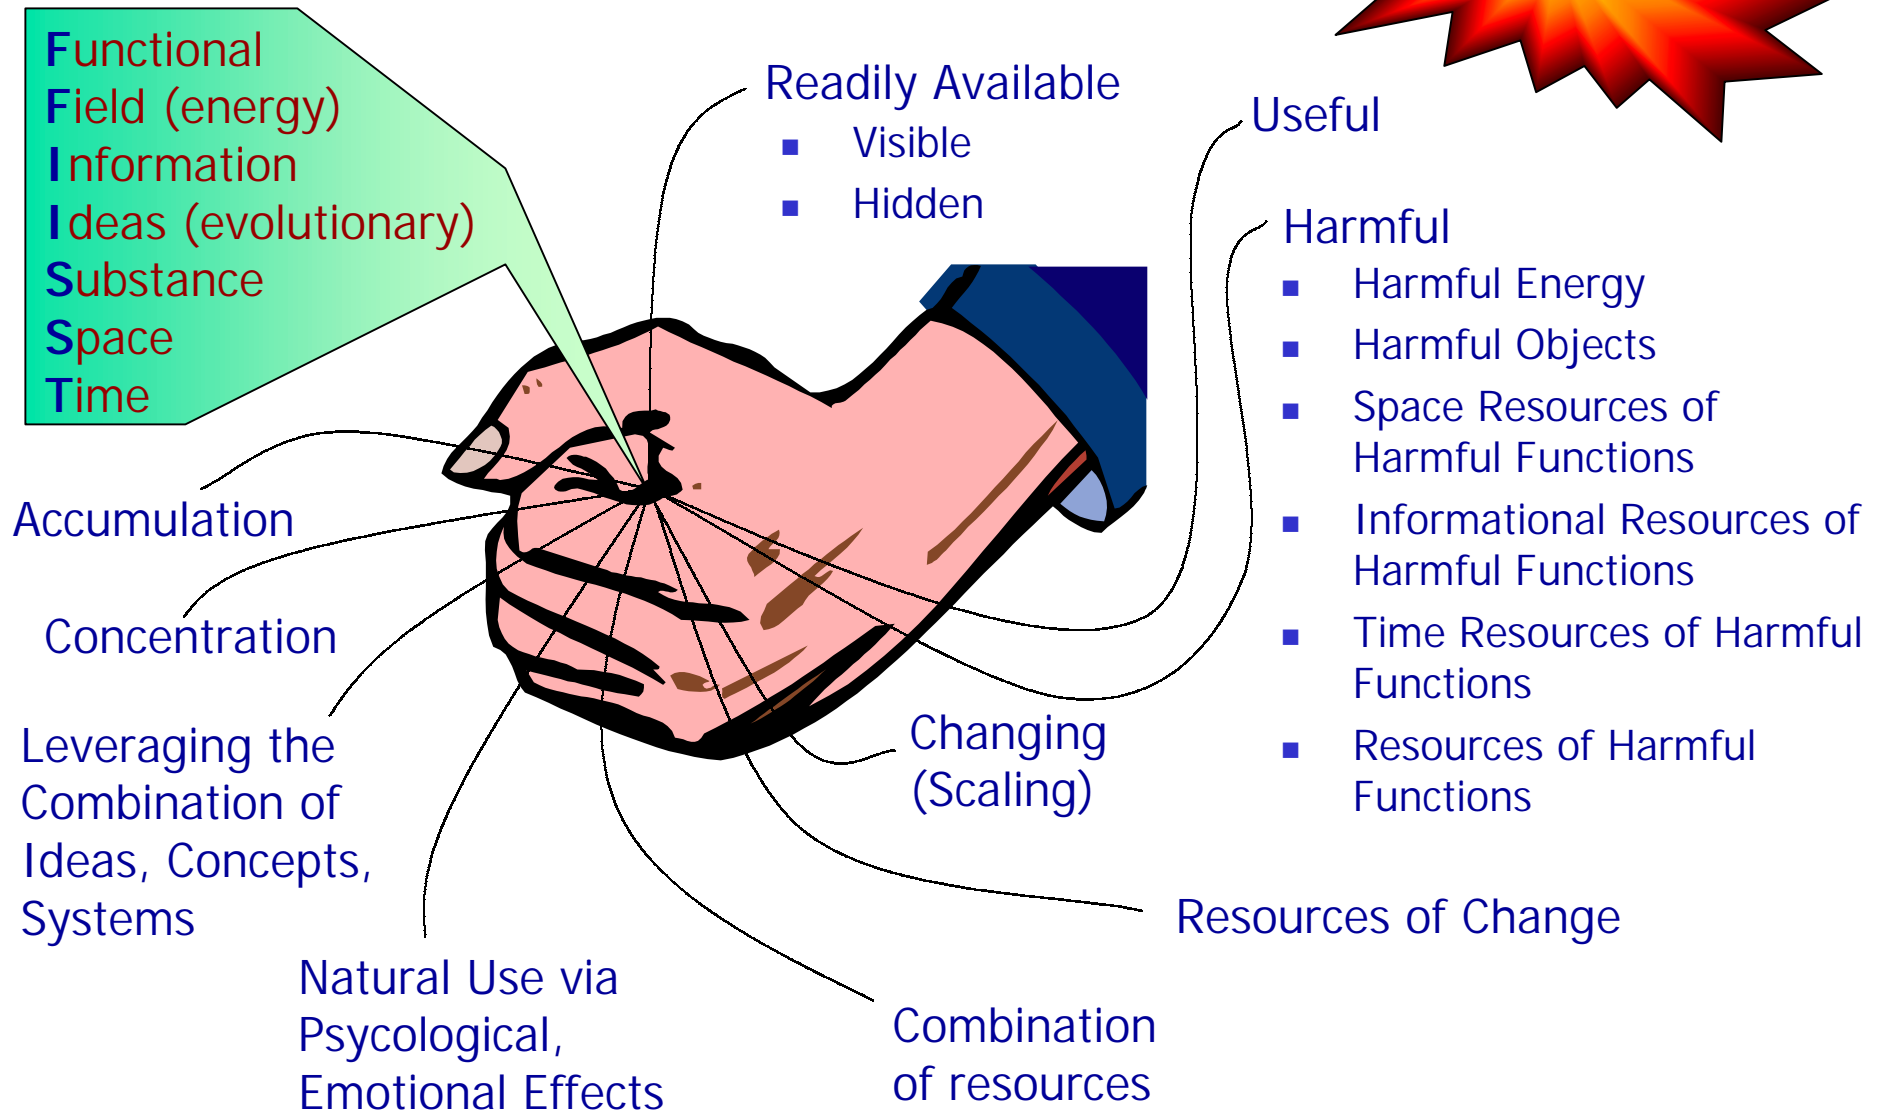 Functional
Field (energy)
Information
Ideas (evolutionary)
Substance
Space
Time
Readily Available
Visible
Hidden
Useful
Harmful
Harmful Energy
Harmful Objects
Space Resources of
Harmful Functions
Informational Resources of
Harmful Functions
Time Resources of Harmful
Functions
Resources of Harmful
Functions
Accumulation
Concentration
Leveraging the
Combination of
Ideas, Concepts,
Systems
Natural Use via
Psycological,
Emotional Effects
Combination
of resources
Resources of Change
Changing
(Scaling)